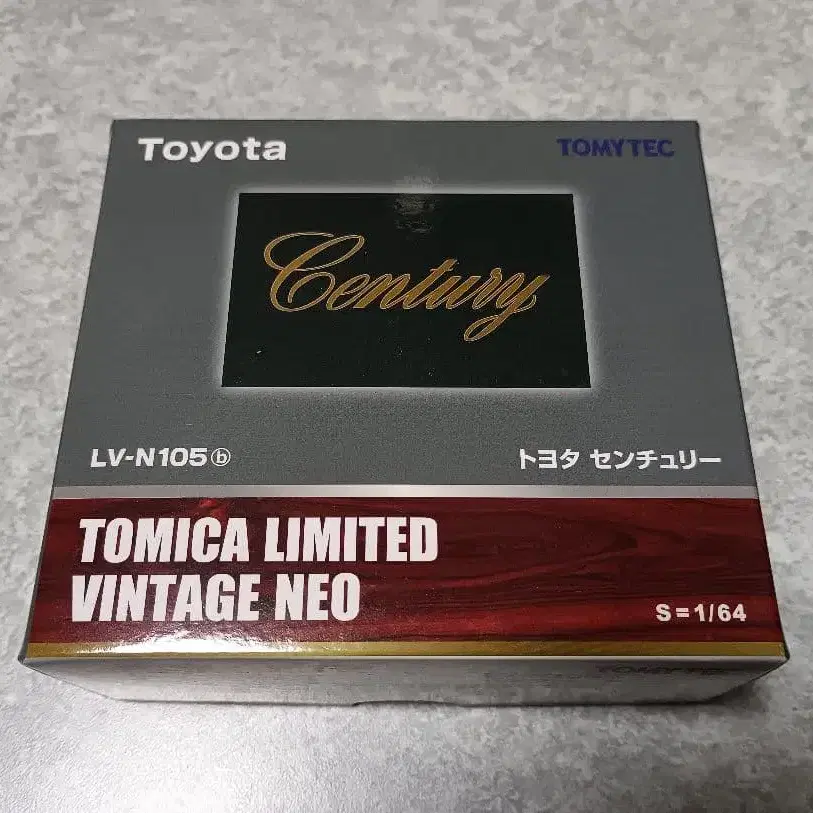 Toyota
TOMYTEC
Century
LV-N105ⓑ
トヨタ センチュリー
TOMICA LIMITED
VINTAGE NEO
S=1/64
TOMYTEC